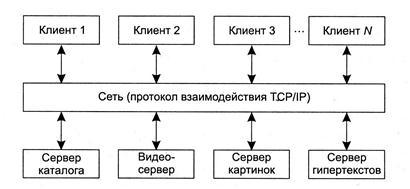 Клиент 1 Клиент 2 Клиент 3 ... Клиент N
Сеть (протокол взаимодействия TCP/IP)
Сервер Видео- Сервер Сервер
каталога сервер картинок гипертекстов